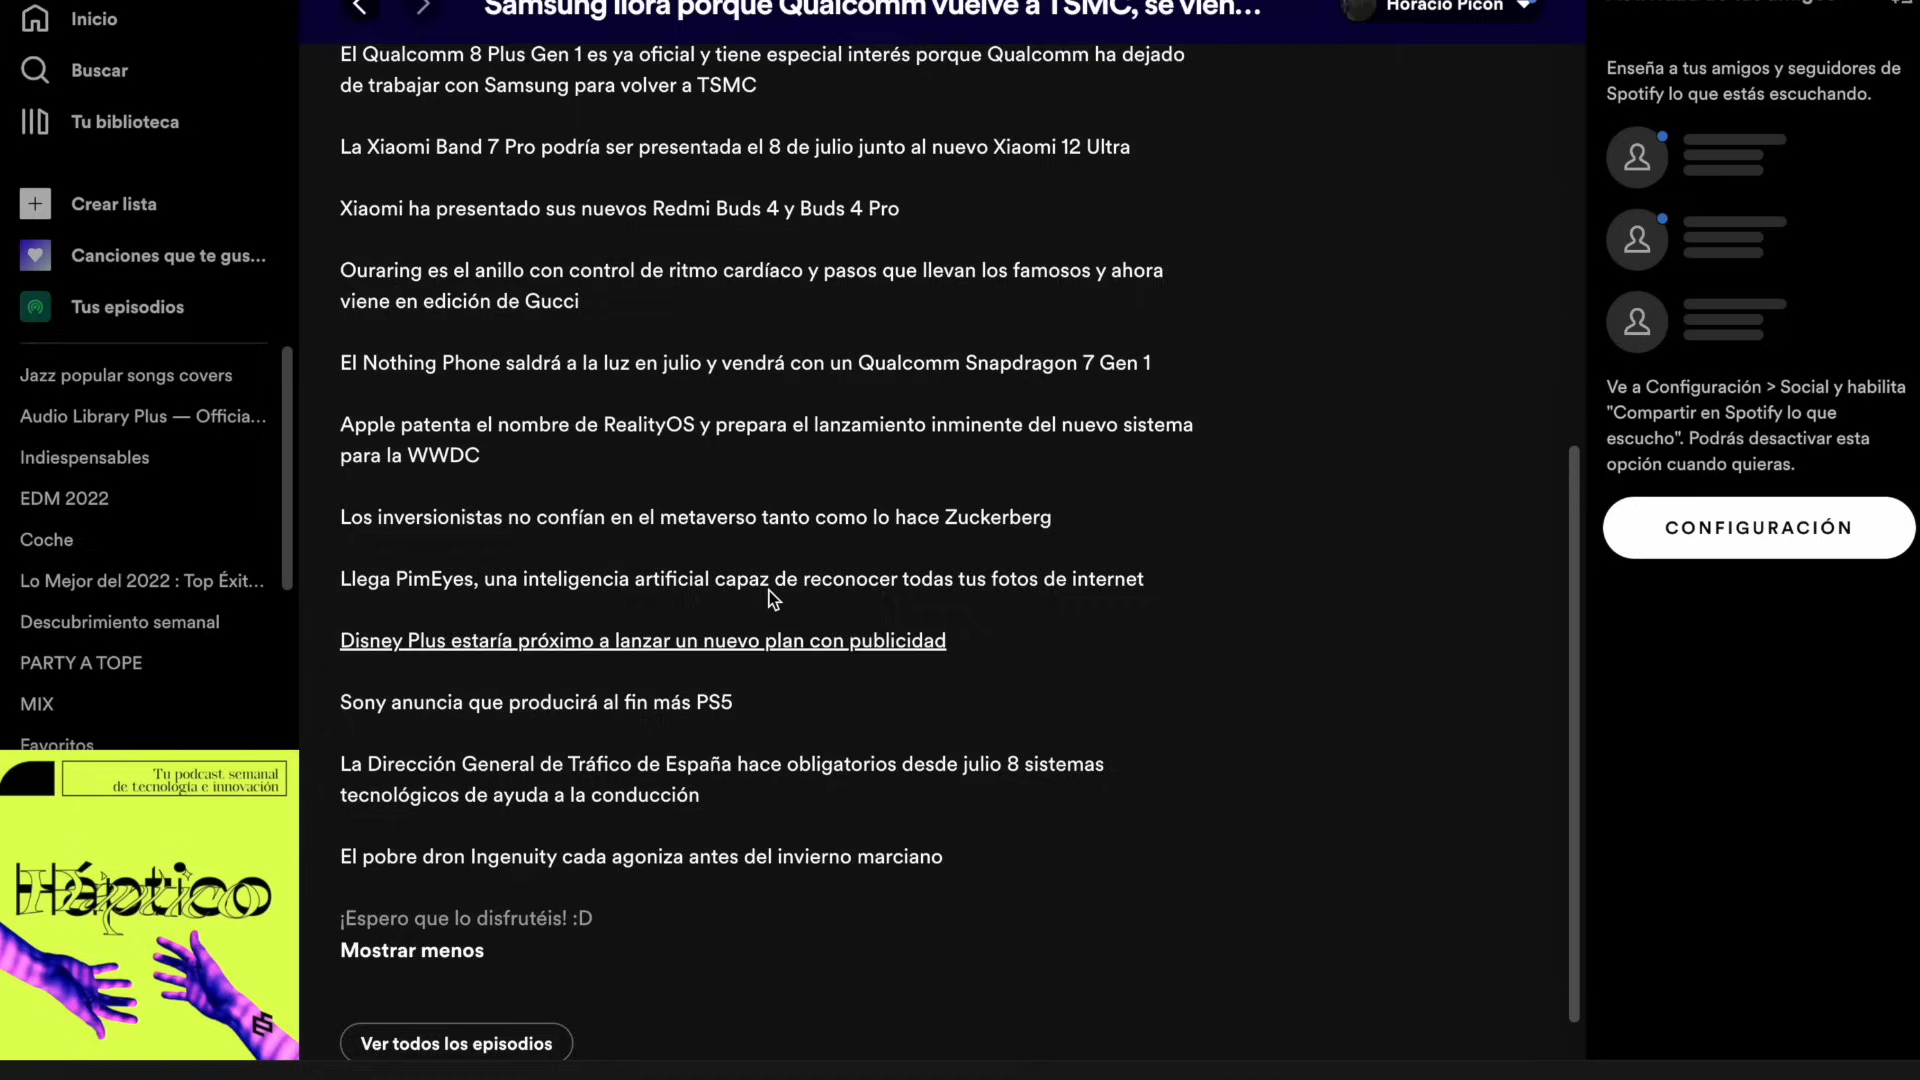 Inicio
Buscar
Tu biblioteca
Crear lista
Canciones que te gus...
Tus episodios
Jazz popular songs covers
Audio Library Plus — Officia...
Indiespensables
EDM 2022
Coche
Lo Mejor del 2022 : Top Éxit...
Descubrimiento semanal
PARTY A TOPE
MIX
Favoritos
Tu podcast semanal
de tecnología e innovación
Háptico
Samsung llora porque Qualcomm vuelve a TSMC, se vien...
Horacio Picón
El Qualcomm 8 Plus Gen 1 es ya oficial y tiene especial interés porque Qualcomm ha dejado
de trabajar con Samsung para volver a TSMC
La Xiaomi Band 7 Pro podría ser presentada el 8 de julio junto al nuevo Xiaomi 12 Ultra
Xiaomi ha presentado sus nuevos Redmi Buds 4 y Buds 4 Pro
Ouraring es el anillo con control de ritmo cardíaco y pasos que llevan los famosos y ahora
viene en edición de Gucci
El Nothing Phone saldrá a la luz en julio y vendrá con un Qualcomm Snapdragon 7 Gen 1
Apple patenta el nombre de RealityOS y prepara el lanzamiento inminente del nuevo sistema
para la WWDC
Los inversionistas no confían en el metaverso tanto como lo hace Zuckerberg
Llega PimEyes, una inteligencia artificial capaz de reconocer todas tus fotos de internet
Disney Plus estaría próximo a lanzar un nuevo plan con publicidad
Sony anuncia que producirá al fin más PS5
La Dirección General de Tráfico de España hace obligatorios desde julio 8 sistemas
tecnológicos de ayuda a la conducción
El pobre dron Ingenuity cada agoniza antes del invierno marciano
¡Espero que lo disfrutéis! :D
Mostrar menos
Ver todos los episodios
Enseña a tus amigos y seguidores de
Spotify lo que estás escuchando.
Ve a Configuración > Social y habilita
"Compartir en Spotify lo que
escucho". Podrás desactivar esta
opción cuando quieras.
CONFIGURACIÓN